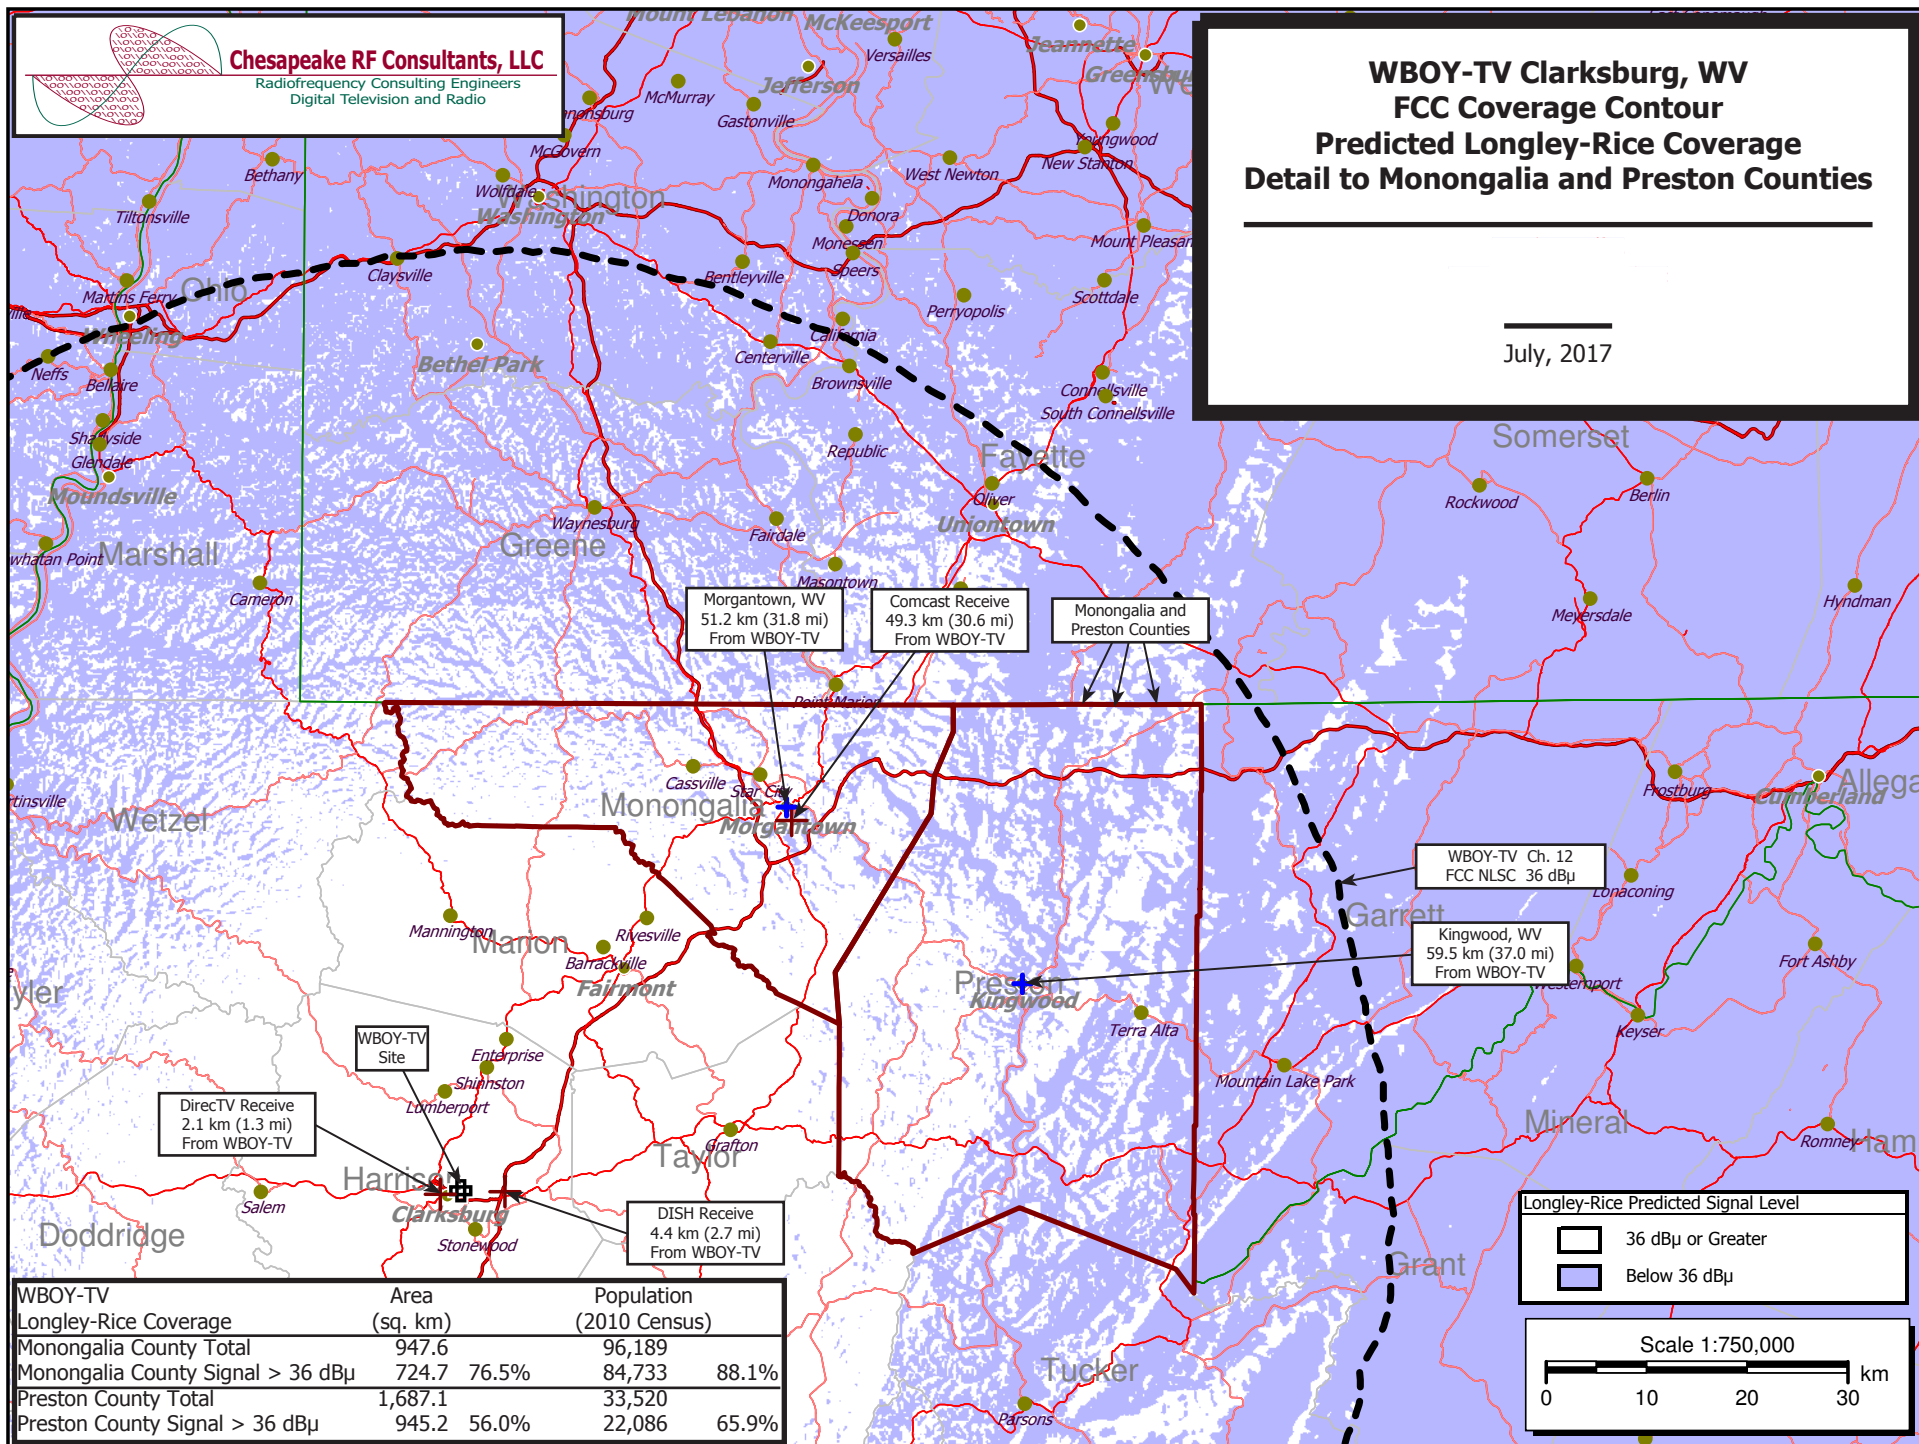 Chesapeake RF Consultants, LLC
Radiofrequency Consulting Engineers
Digital Television and Radio
WBOY-TV Clarksburg, WV
FCC Coverage Contour
Predicted Longley-Rice Coverage
Detail to Monongalia and Preston Counties
July, 2017
Mount Lebanon
McKeesport
Versailles
Jeannette
Jefferson
McMurray
Gastonville
McGovern
Youngwood
New Stanton
Bethany
Wolfdale
Washington
Washington
Monongahela
West Newton
Donora
Tiltonsville
Monessen
Mount Pleasan
Speers
Claysville
Bentleyville
Scottdale
Martins Ferry
Ohio
Perryopolis
Wheeling
California
Centerville
Bethel Park
Neffs
Bellaire
Brownsville
Connellsville
South Connellsville
Shadyside
Glendale
Republic
Fayette
Somerset
Moundsville
Oliver
Uniontown
Rockwood
Berlin
Waynesburg
Greene
Fairdale
whatan Point
Marshall
Masontown
Cameron
Meyersdale
Hyndman
Morgantown, WV
51.2 km (31.8 mi)
From WBOY-TV
Comcast Receive
49.3 km (30.6 mi)
From WBOY-TV
Monongalia and
Preston Counties
Point Marion
Cassville
Star City
Monongalia
Morgantown
Wetzel
tinsville
Frostburg
Cumberland
Allega
WBOY-TV Ch. 12
FCC NLSC 36 dBµ
Lonaconing
Garrett
Kingwood, WV
59.5 km (37.0 mi)
From WBOY-TV
Mannington
Marion
Rivesville
Barrackville
Fairmont
Preston
Kingwood
Terra Alta
Westernport
Fort Ashby
Keyser
yler
WBOY-TV
Site
Enterprise
Shinnston
Lumberport
Mountain Lake Park
DirecTV Receive
2.1 km (1.3 mi)
From WBOY-TV
Grafton
Taylor
Mineral
Romney
Ham
Harrison
Clarksburg
Salem
Stonewood
Doddridge
DISH Receive
4.4 km (2.7 mi)
From WBOY-TV
Grant
Tucker
Parsons
Longley-Rice Predicted Signal Level
36 dBµ or Greater
Below 36 dBµ
Scale 1:750,000
km
0 10 20 30
WBOY-TV Area Population
Longley-Rice Coverage (sq. km) (2010 Census)
Monongalia County Total 947.6 96,189
Monongalia County Signal > 36 dBµ 724.7 76.5% 84,733 88.1%
Preston County Total 1,687.1 33,520
Preston County Signal > 36 dBµ 945.2 56.0% 22,086 65.9%